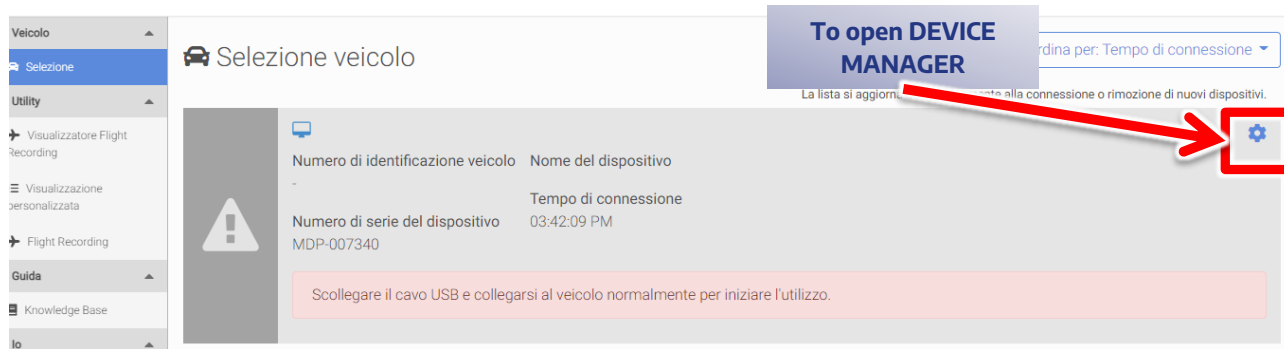 Veicolo
Selezione
Utility
Visualizzatore Flight
Recording
Visualizzazione
personalizzata
Flight Recording
Guida
Knowledge Base
Io
Selezione veicolo
To open DEVICE
MANAGER
rdina per: Tempo di connessione
La lista si aggiorna alla connessione o rimozione di nuovi dispositivi.
Numero di identificazione veicolo Nome del dispositivo
-
Tempo di connessione
Numero di serie del dispositivo 03:42:09 PM
MDP-007340
Scollegare il cavo USB e collegarsi al veicolo normalmente per iniziare l'utilizzo.